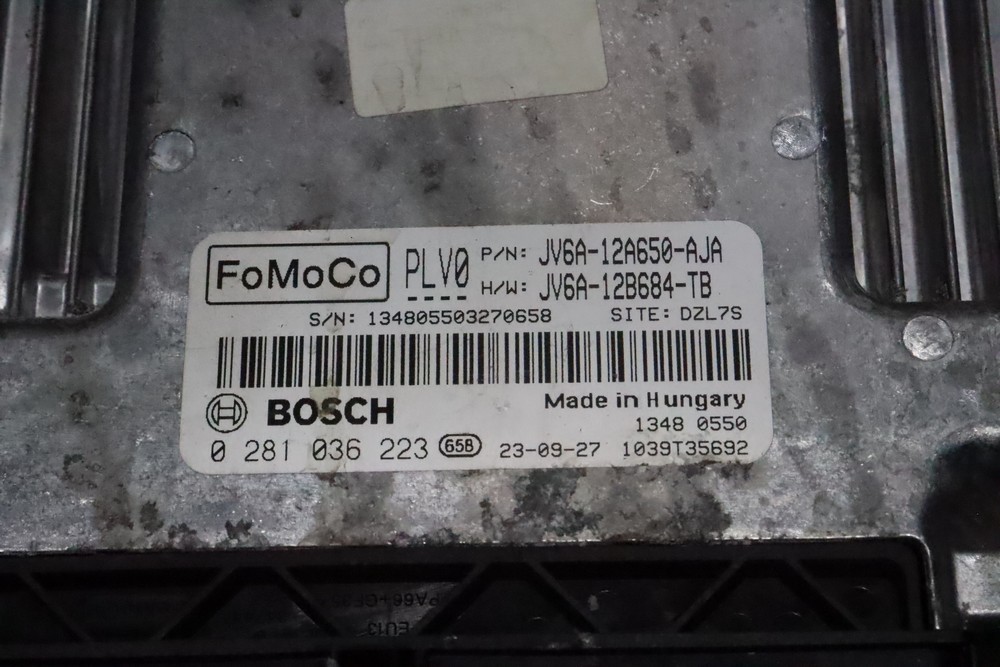 FoMoCo PLV0 P/N: JV6A-12A650-AJA
H/W: JV6A-12B684-TB
S/N: 134805503270658 SITE: DZL7S
BOSCH Made in Hungary
1348 0550
0 281 036 223 658 23-09-27 1039T35692
EU13